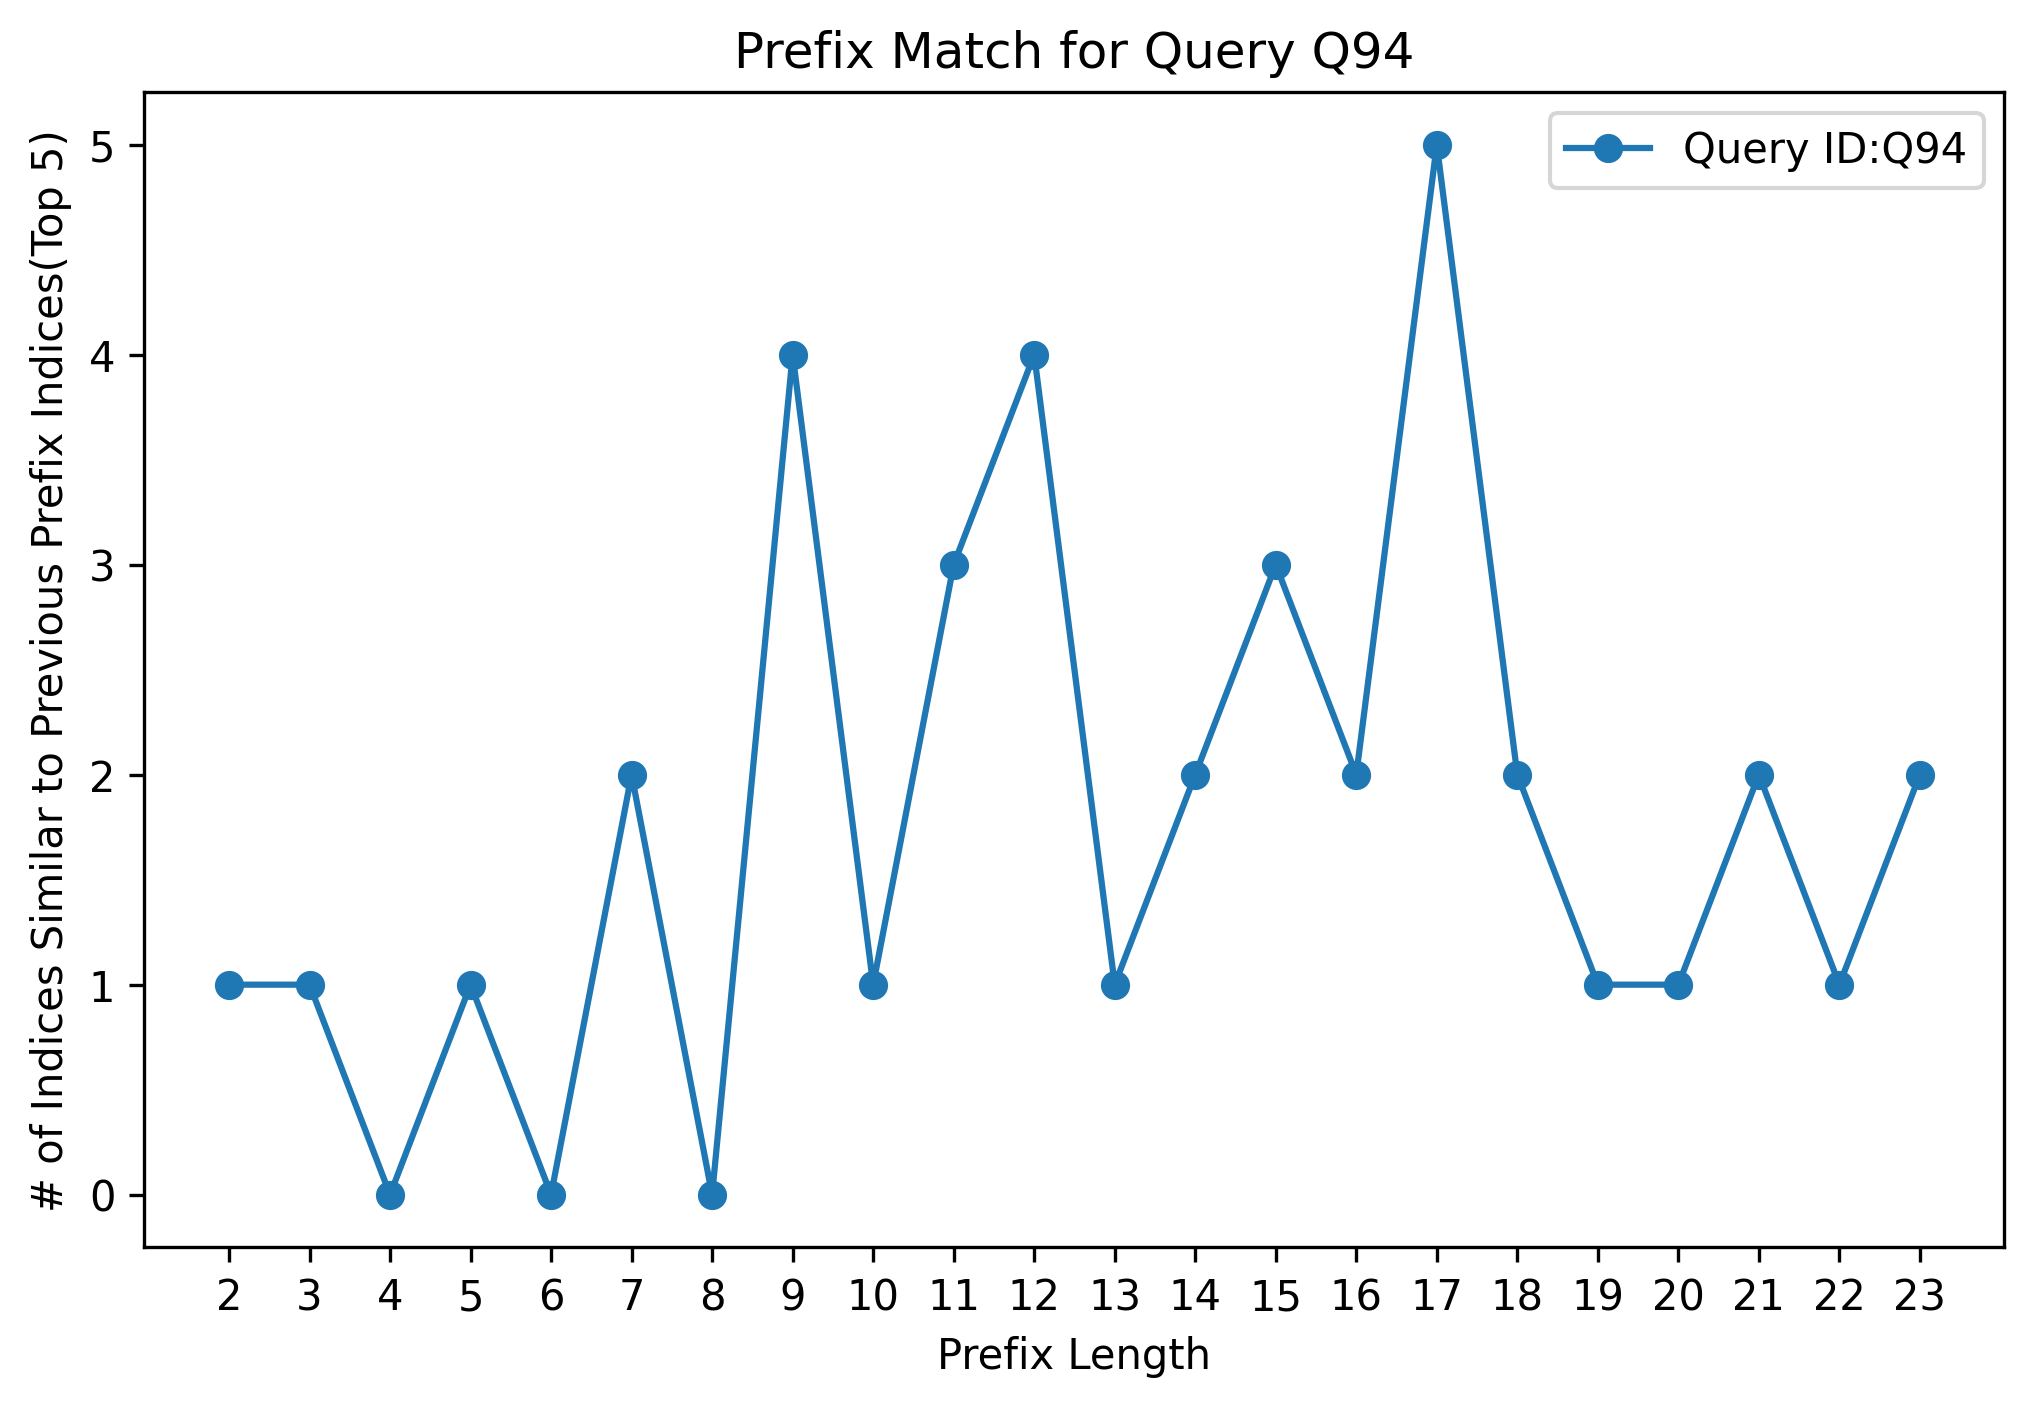 Prefix Match for Query Q94
Query ID:Q94
# of Indices Similar to Previous Prefix Indices(Top 5)
5
4
3
2
1
0
2 3 4 5 6 7 8 9 10 11 12 13 14 15 16 17 18 19 20 21 22 23
Prefix Length